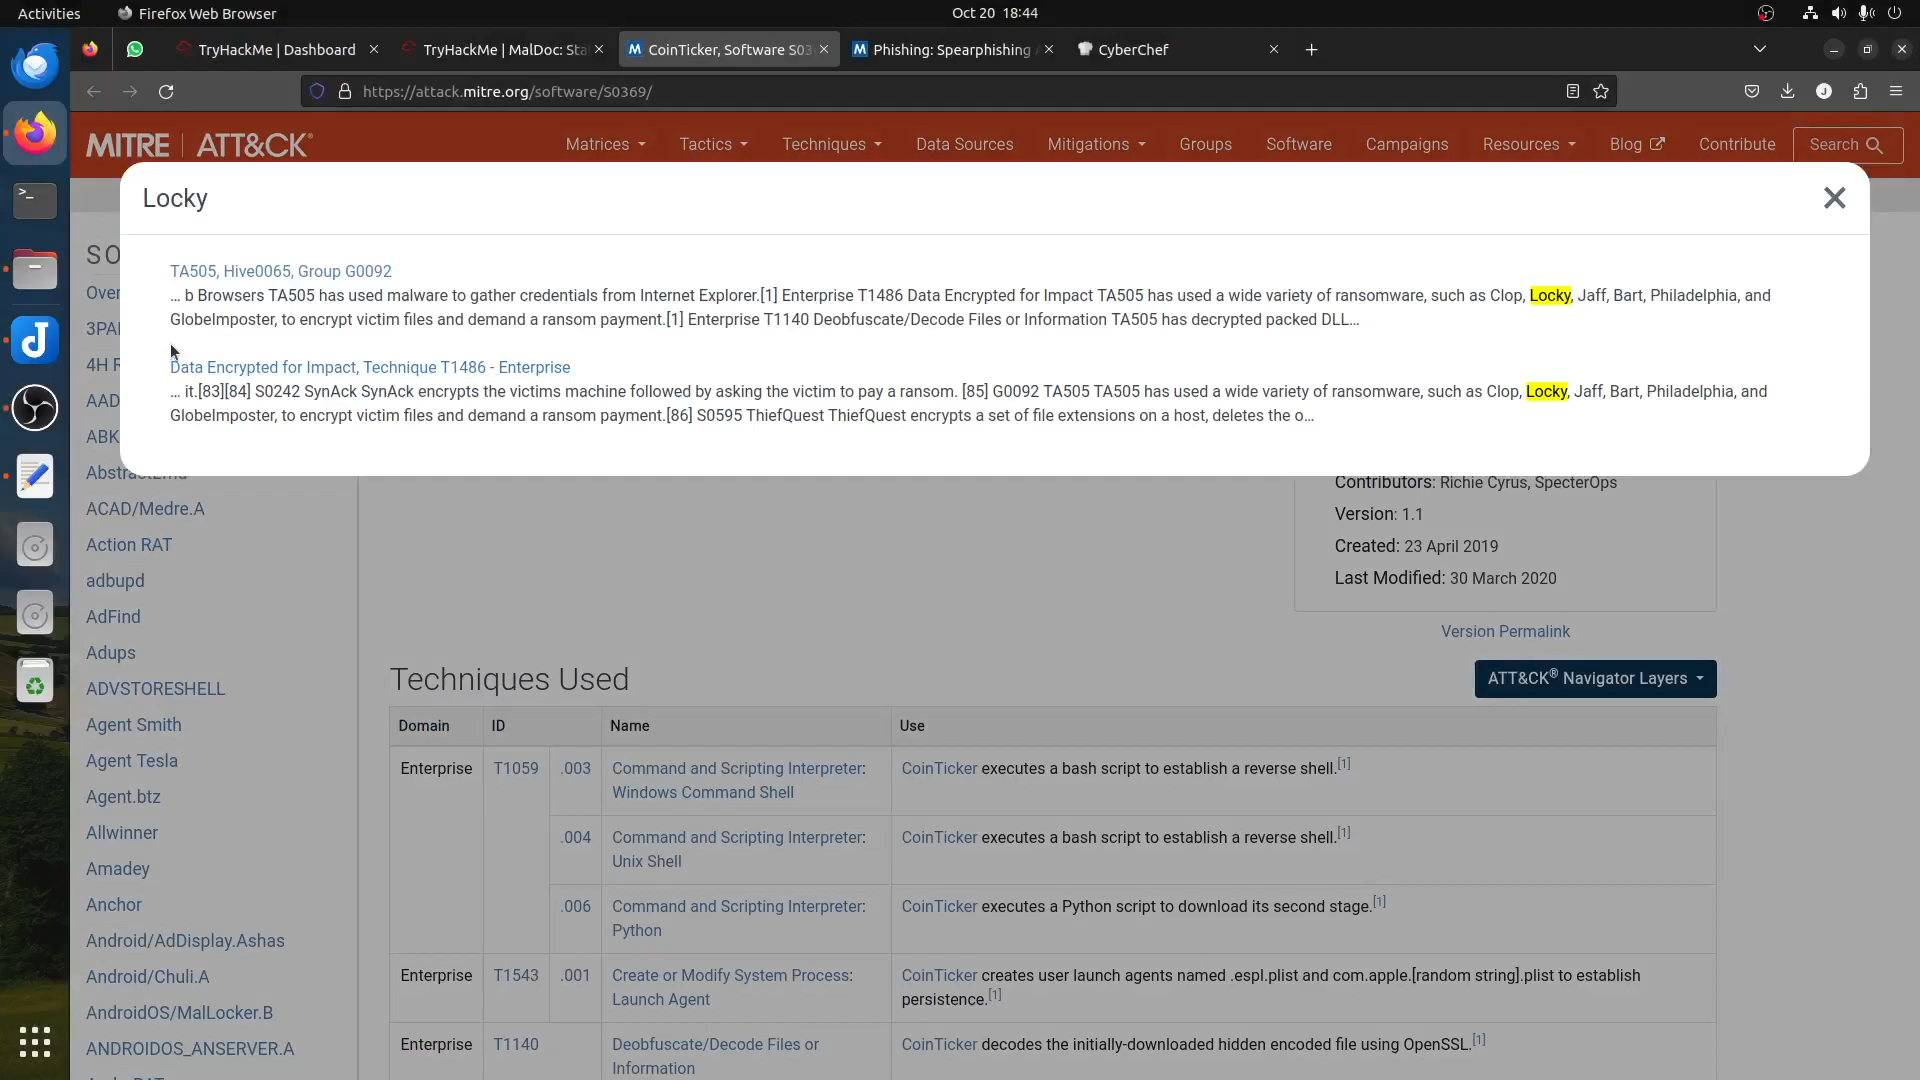 Activities
Firefox Web Browser
Oct 20 18:44
TryHackMe | Dashboard
TryHackMe | MalDoc: Sta
CoinTicker, Software S03
Phishing: Spearphishing
CyberChef
https://attack.mitre.org/software/S0369/
MITRE | ATT&CK®
Matrices
Tactics
Techniques
Data Sources
Mitigations
Groups
Software
Campaigns
Resources
Blog
Contribute
Search
Locky
TA505, Hive0065, Group G0092
... b Browsers TA505 has used malware to gather credentials from Internet Explorer.[1] Enterprise T1486 Data Encrypted for Impact TA505 has used a wide variety of ransomware, such as Clop, Locky, Jaff, Bart, Philadelphia, and
GlobeImposter, to encrypt victim files and demand a ransom payment.[1] Enterprise T1140 Deobfuscate/Decode Files or Information TA505 has decrypted packed DLL...
Data Encrypted for Impact, Technique T1486 - Enterprise
... it.[83][84] S0242 SynAck SynAck encrypts the victims machine followed by asking the victim to pay a ransom. [85] G0092 TA505 TA505 has used a wide variety of ransomware, such as Clop, Locky, Jaff, Bart, Philadelphia, and
GlobeImposter, to encrypt victim files and demand a ransom payment.[86] S0595 ThiefQuest ThiefQuest encrypts a set of file extensions on a host, deletes the o...
SO
Over
3PA
4H R
AAD
ABK
ACAD/Medre.A
Action RAT
adbupd
AdFind
Adups
ADVSTORESHELL
Agent Smith
Agent Tesla
Agent.btz
Allwinner
Amadey
Anchor
Android/AdDisplay.Ashas
Android/Chuli.A
AndroidOS/MalLocker.B
ANDROIDOS_ANSERVER.A
Contributors: Richie Cyrus, SpecterOps
Version: 1.1
Created: 23 April 2019
Last Modified: 30 March 2020
Version Permalink
Techniques Used
ATT&CK® Navigator Layers
Domain ID Name Use
Enterprise T1059 .003 Command and Scripting Interpreter: CoinTicker executes a bash script to establish a reverse shell.[1]
Windows Command Shell
.004 Command and Scripting Interpreter: CoinTicker executes a bash script to establish a reverse shell.[1]
Unix Shell
.006 Command and Scripting Interpreter: CoinTicker executes a Python script to download its second stage.[1]
Python
Enterprise T1543 .001 Create or Modify System Process: CoinTicker creates user launch agents named .espl.plist and com.apple.[random string].plist to establish
Launch Agent persistence.[1]
Enterprise T1140 Deobfuscate/Decode Files or CoinTicker decodes the initially-downloaded hidden encoded file using OpenSSL.[1]
Information